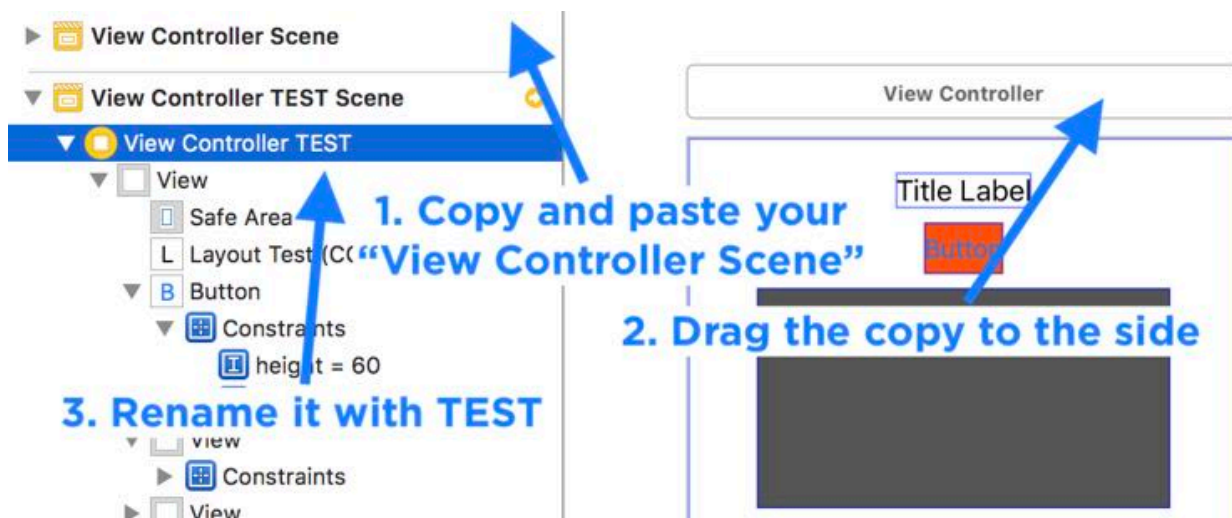 View Controller Scene
View Controller TEST Scene
View Controller TEST
View
Safe Area
L Layout Test (CC
B Button
Constraints
height = 60
View
Constraints
View
1. Copy and paste your
“View Controller Scene”
3. Rename it with TEST
View Controller
Title Label
Button
2. Drag the copy to the side